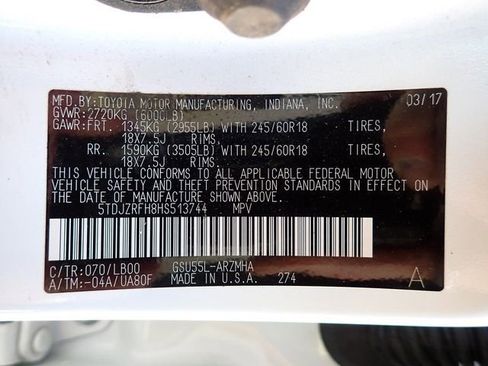 MFD.BY:TOYOTA MOTOR MANUFACTURING, INDIANA, INC. 03/17
GVWR:2720KG (6000LB)
GAWR:FRT. 1345KG (2955LB) WITH 245/60R18 TIRES,
18X7.5J RIMS.
RR. 1590KG (3505LB) WITH 245/60R18 TIRES,
18X7.5J RIMS.
THIS VEHICLE CONFORMS TO ALL APPLICABLE FEDERAL MOTOR
VEHICLE SAFETY AND THEFT PREVENTION STANDARDS IN EFFECT
ON THE DATE OF MANUFACTURE SHOWN ABOVE.
5TDJZRFH8HS513744 MPV
C/TR:070/LB00 GSU55L-ARZMHA
A/TM:-04A/UA80F MADE IN U.S.A. 274 A